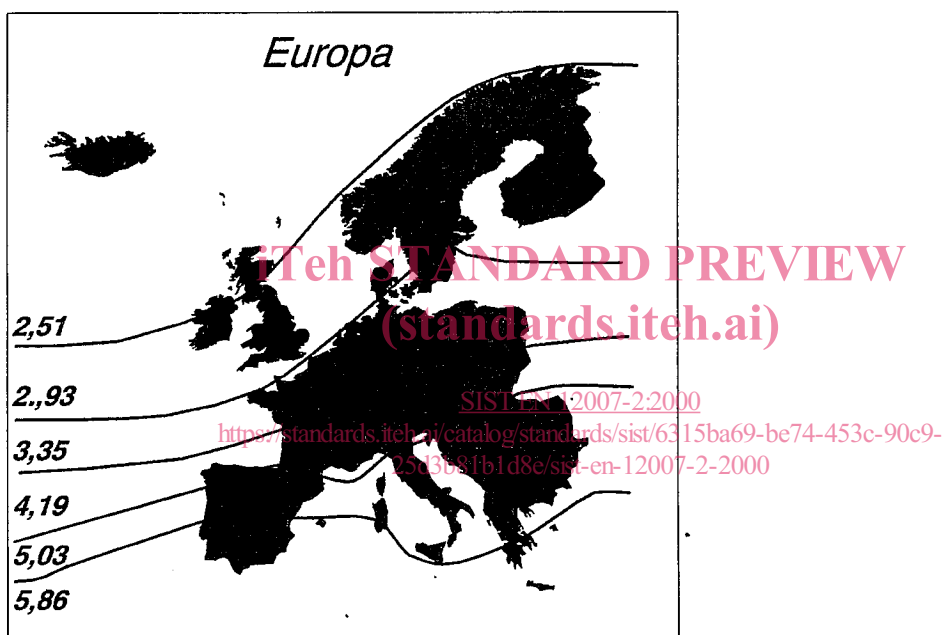 Europa
iTeh STANDARD PREVIEW
(standards.iteh.ai)
2,51
2.,93
SIST EN 12007-2:2000
https://standards.iteh.ai/catalog/standards/sist/6315ba69-be74-453c-90c9-
3,35
25d3b81b1d8e/sist-en-12007-2-2000
4,19
5,03
5,86